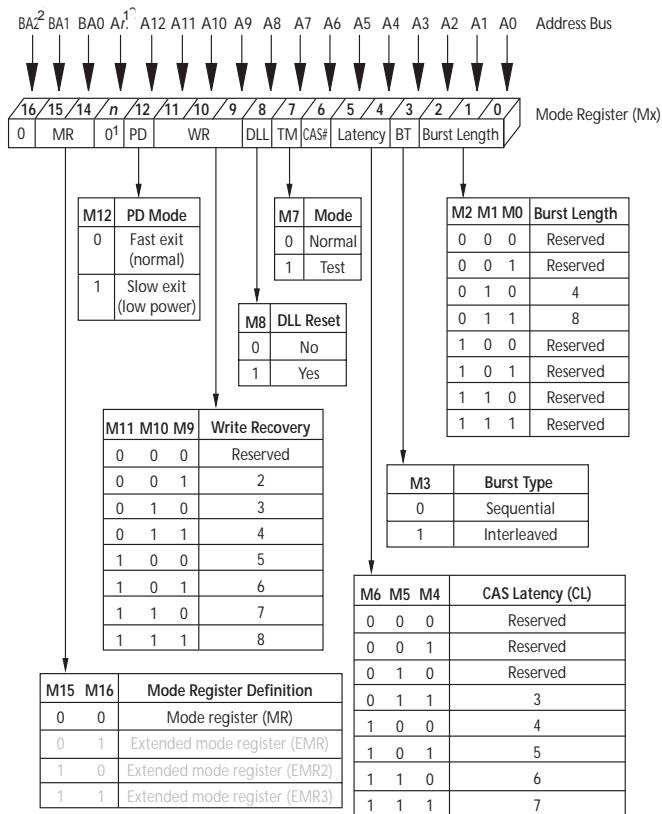 BA2² BA1 BA0 An¹² A12 A11 A10 A9 A8 A7 A6 A5 A4 A3 A2 A1 A0 Address Bus
16 15 14 n 12 11 10 9 8 7 6 5 4 3 2 1 0
Mode Register (Mx)
0 MR 0¹ PD WR DLL TM CAS# Latency BT Burst Length
M12 PD Mode
0 Fast exit
(normal)
1 Slow exit
(low power)
M7 Mode
0 Normal
1 Test
M2 M1 M0 Burst Length
0 0 0 Reserved
0 0 1 Reserved
0 1 0 4
0 1 1 8
1 0 0 Reserved
1 0 1 Reserved
1 1 0 Reserved
1 1 1 Reserved
M8 DLL Reset
0 No
1 Yes
M11 M10 M9 Write Recovery
0 0 0 Reserved
0 0 1 2
0 1 0 3
0 1 1 4
1 0 0 5
1 0 1 6
1 1 0 7
1 1 1 8
M3 Burst Type
0 Sequential
1 Interleaved
M6 M5 M4 CAS Latency (CL)
0 0 0 Reserved
0 0 1 Reserved
0 1 0 Reserved
0 1 1 3
1 0 0 4
1 0 1 5
1 1 0 6
1 1 1 7
M15 M16 Mode Register Definition
0 0 Mode register (MR)
0 1 Extended mode register (EMR)
1 0 Extended mode register (EMR2)
1 1 Extended mode register (EMR3)